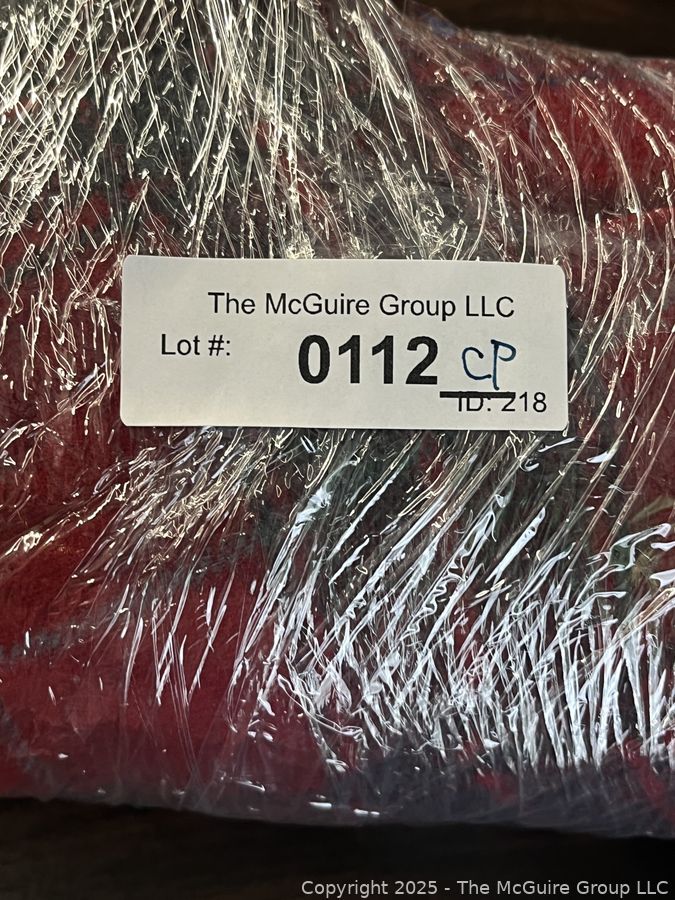 The McGuire Group LLC
Lot #: 0112 CP
ID: 218
Copyright 2025 - The McGuire Group LLC